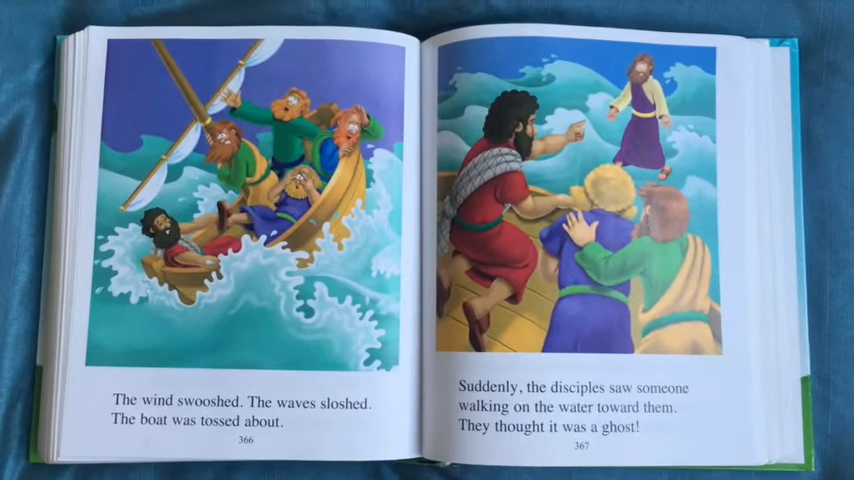 The wind swooshed. The waves sloshed.
The boat was tossed about.
366
Suddenly, the disciples saw someone
walking on the water toward them.
They thought it was a ghost!
367